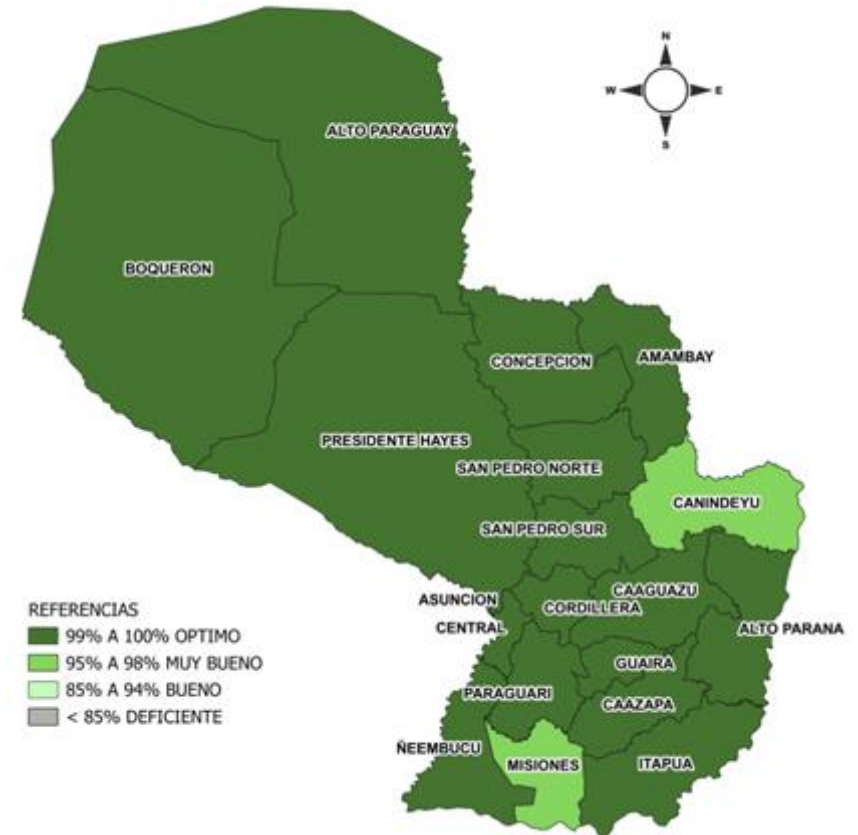 N
W E
S
ALTO PARAGUAY
BOQUERON
CONCEPCION
AMAMBAY
PRESIDENTE HAYES
SAN PEDRO NORTE
CANINDEYU
SAN PEDRO SUR
ASUNCION
CAAGUAZU
CORDILLERA
CENTRAL
ALTO PARANA
GUAIRA
PARAGUARI
CAAZAPA
ÑEEMBUCU
MISIONES
ITAPUA
REFERENCIAS
99% A 100% OPTIMO
95% A 98% MUY BUENO
85% A 94% BUENO
< 85% DEFICIENTE